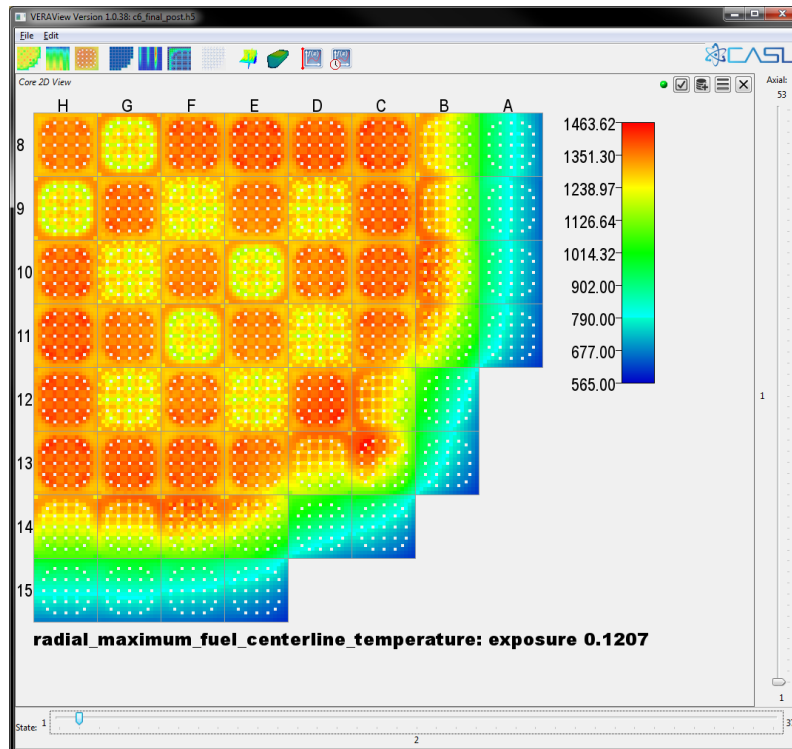 VERAView Version 1.0.38: c6_final_post.h5
File Edit
CASL
Core 2D View
Axial:
53
H G F E D C B A
8
9
10
11
12
13
14
15
1463.62
1351.30
1238.97
1126.64
1014.32
902.00
790.00
677.00
565.00
1
radial_maximum_fuel_centerline_temperature: exposure 0.1207
1
State: 1
2